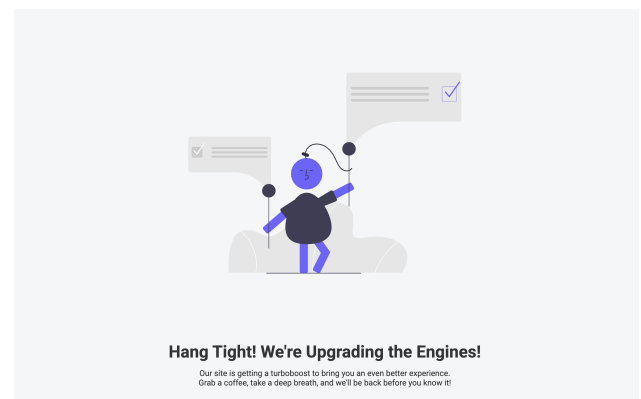 Hang Tight! We're Upgrading the Engines!
Our site is getting a turboboost to bring you an even better experience.
Grab a coffee, take a deep breath, and we'll be back before you know it!